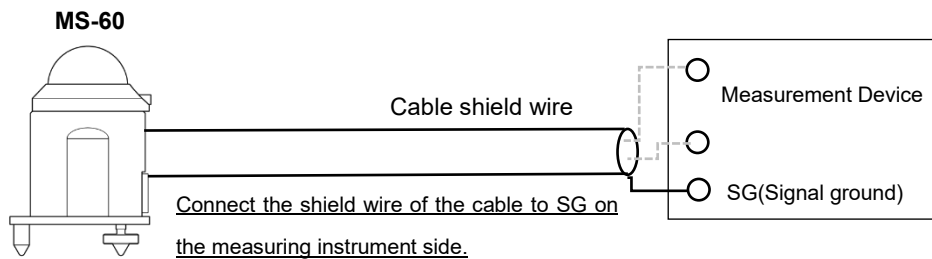 MS-60
Cable shield wire
Measurement Device
SG(Signal ground)
Connect the shield wire of the cable to SG on
the measuring instrument side.